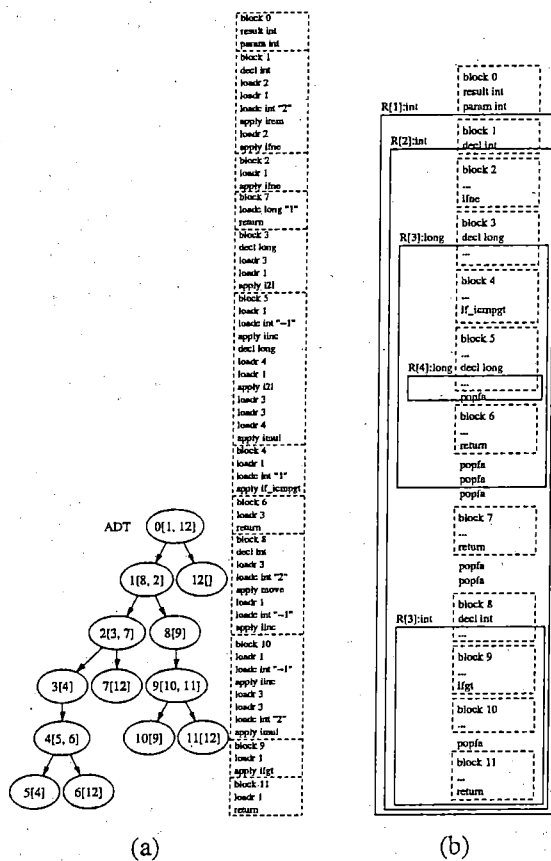 block 0
result int
param int
block 1
decl int
loadr 2
loadr 1
loadc int "2"
apply irem
loadr 2
apply ifne
block 2
loadr 1
apply ifne
block 7
loadc long "1"
return
block 3
decl long
loadr 3
loadr 1
apply i2l
block 5
loadr 1
loadc int "-1"
apply iinc
decl long
loadr 4
loadr 1
apply i2l
loadr 3
loadr 3
loadr 4
apply imul
block 4
loadr 1
loadc int "1"
apply if_icmpgt
block 6
loadr 3
return
block 8
decl int
loadr 3
loadc int "2"
apply move
loadr 1
loadc int "-1"
apply iinc
block 10
loadr 1
loadc int "-1"
apply iinc
loadr 3
loadr 3
loadc int "2"
apply imul
block 9
loadr 1
apply ifgt
block 11
loadr 1
return
ADT
0[1, 12]
1[8, 2]
12[]
2[3, 7]
8[9]
3[4]
7[12]
9[10, 11]
4[5, 6]
10[9]
11[12]
5[4]
6[12]
(a)
block 0
result int
param int
R[1]:int
block 1
decl int
R[2]:int
block 2
...
ifne
block 3
decl long
...
R[3]:long
block 4
...
if_icmpgt
block 5
...
decl long
R[4]:long
...
popfa
block 6
...
return
popfa
popfa
popfa
block 7
...
return
popfa
popfa
block 8
decl int
...
R[3]:int
block 9
...
ifgt
block 10
...
popfa
block 11
...
return
(b)